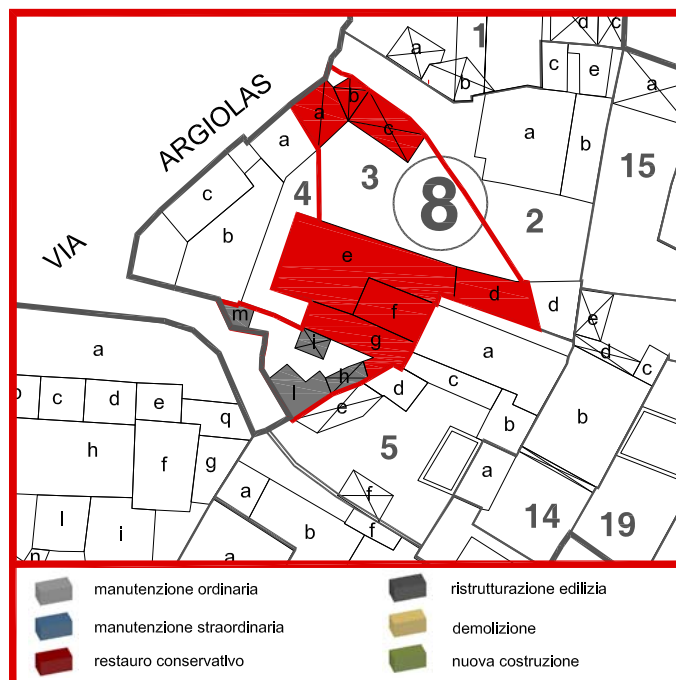 a
b
1
d
c
c
e
a
ARGIOLAS
a
b
c
a
a
b
15
c
3
4
8
2
b
VIA
e
d
d
f
m
g
e
i
a
d
a
h
c
c
l
d
b
b
c
d
e
e
q
5
h
f
g
a
a
f
14
19
l
i
b
f
n
a
manutenzione ordinaria
ristrutturazione edilizia
manutenzione straordinaria
demolizione
restauro conservativo
nuova costruzione